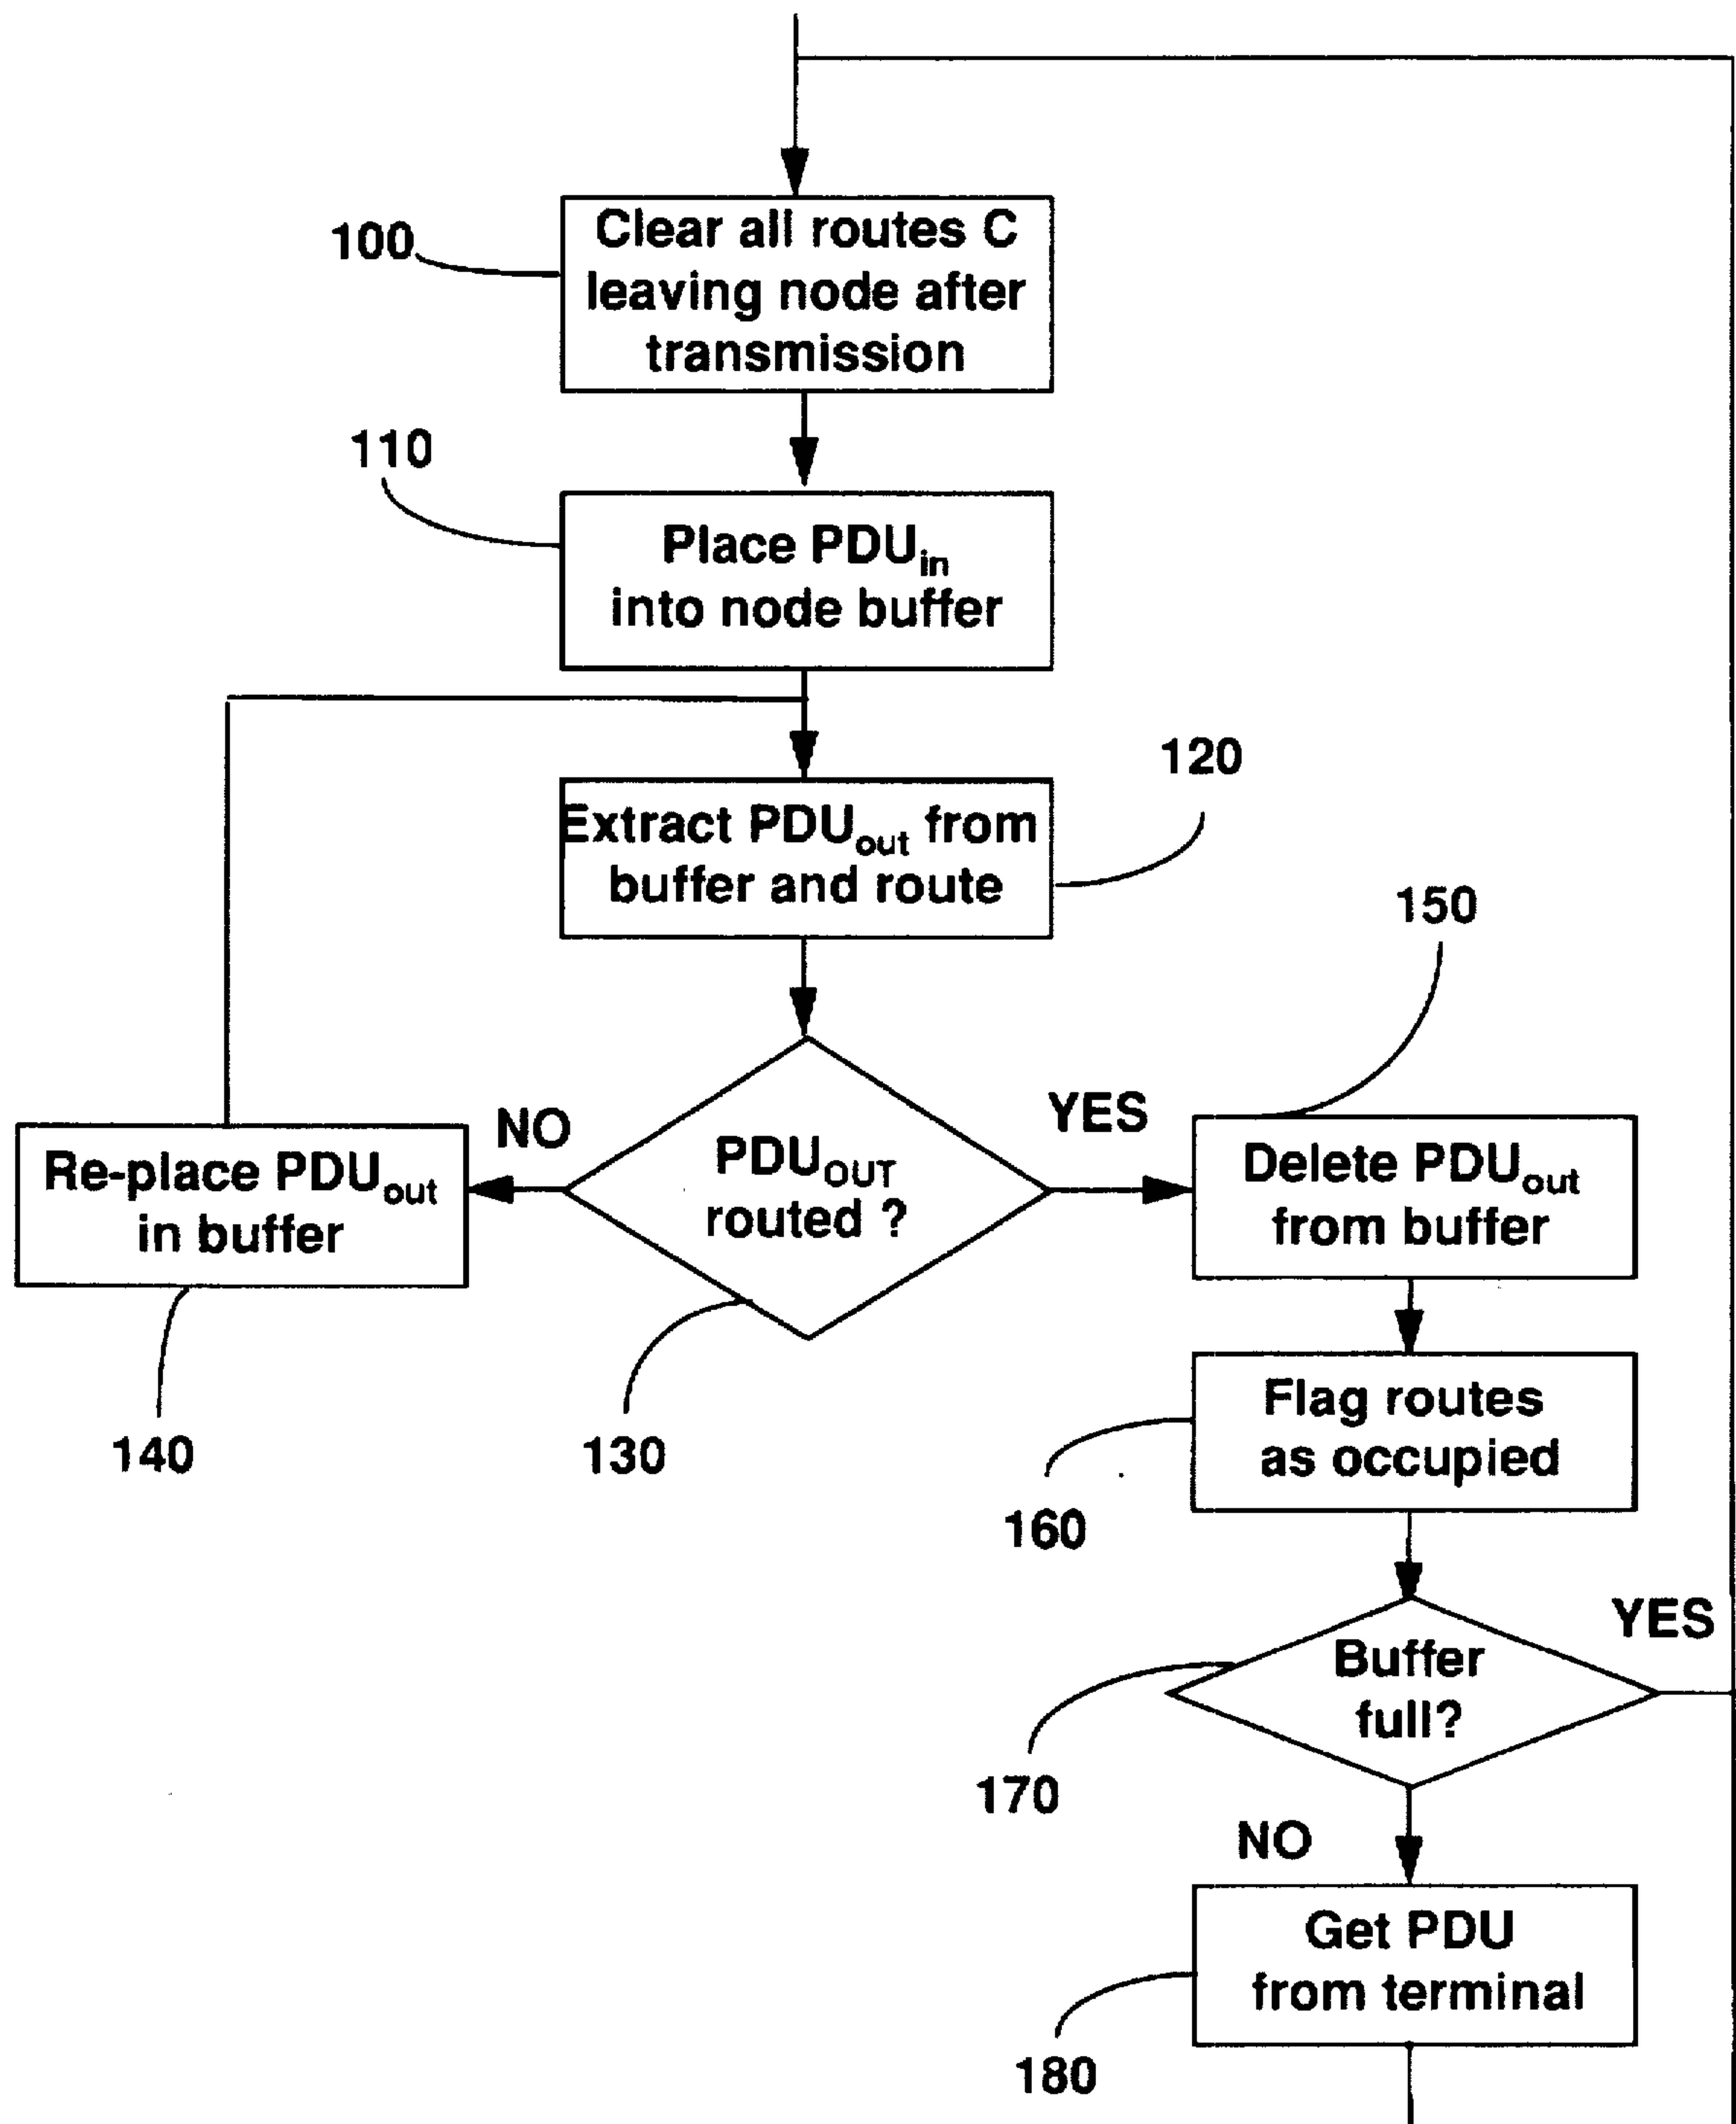 100
Clear all routes C
leaving node after
transmission
110
Place PDUin
into node buffer
120
Extract PDUout from
buffer and route
150
NO
YES
Re-place PDUout
in buffer
PDUOUT
routed ?
Delete PDUout
from buffer
140
130
Flag routes
as occupied
160
YES
Buffer
full?
170
NO
Get PDU
from terminal
180